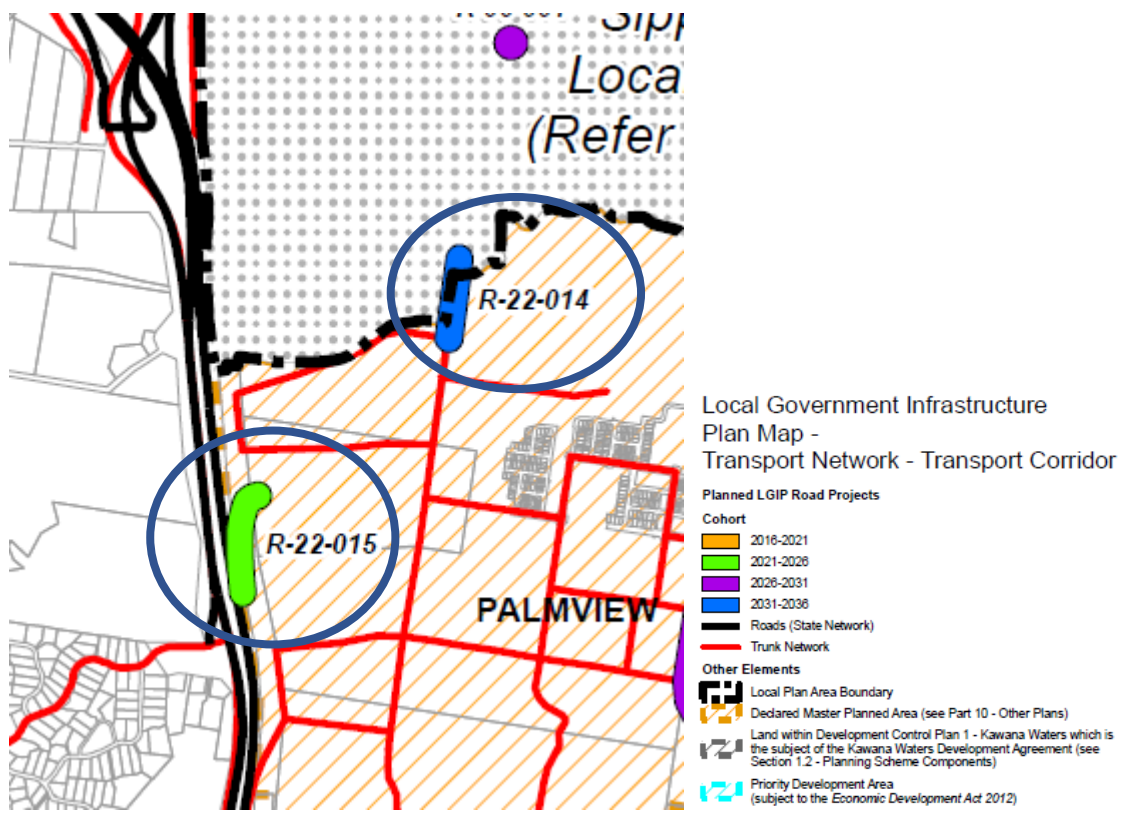 Loca
(Refer
R-22-014
R-22-015
PALMVIEW
Local Government Infrastructure
Plan Map -
Transport Network - Transport Corridor
Planned LGIP Road Projects
Cohort
2016-2021
2021-2026
2026-2031
2031-2036
Roads (State Network)
Trunk Network
Other Elements
Local Plan Area Boundary
Declared Master Planned Area (see Part 10 - Other Plans)
Land within Development Control Plan 1 - Kawana Waters which is
the subject of the Kawana Waters Development Agreement (see
Section 1.2 - Planning Scheme Components)
Priority Development Area
(subject to the Economic Development Act 2012)